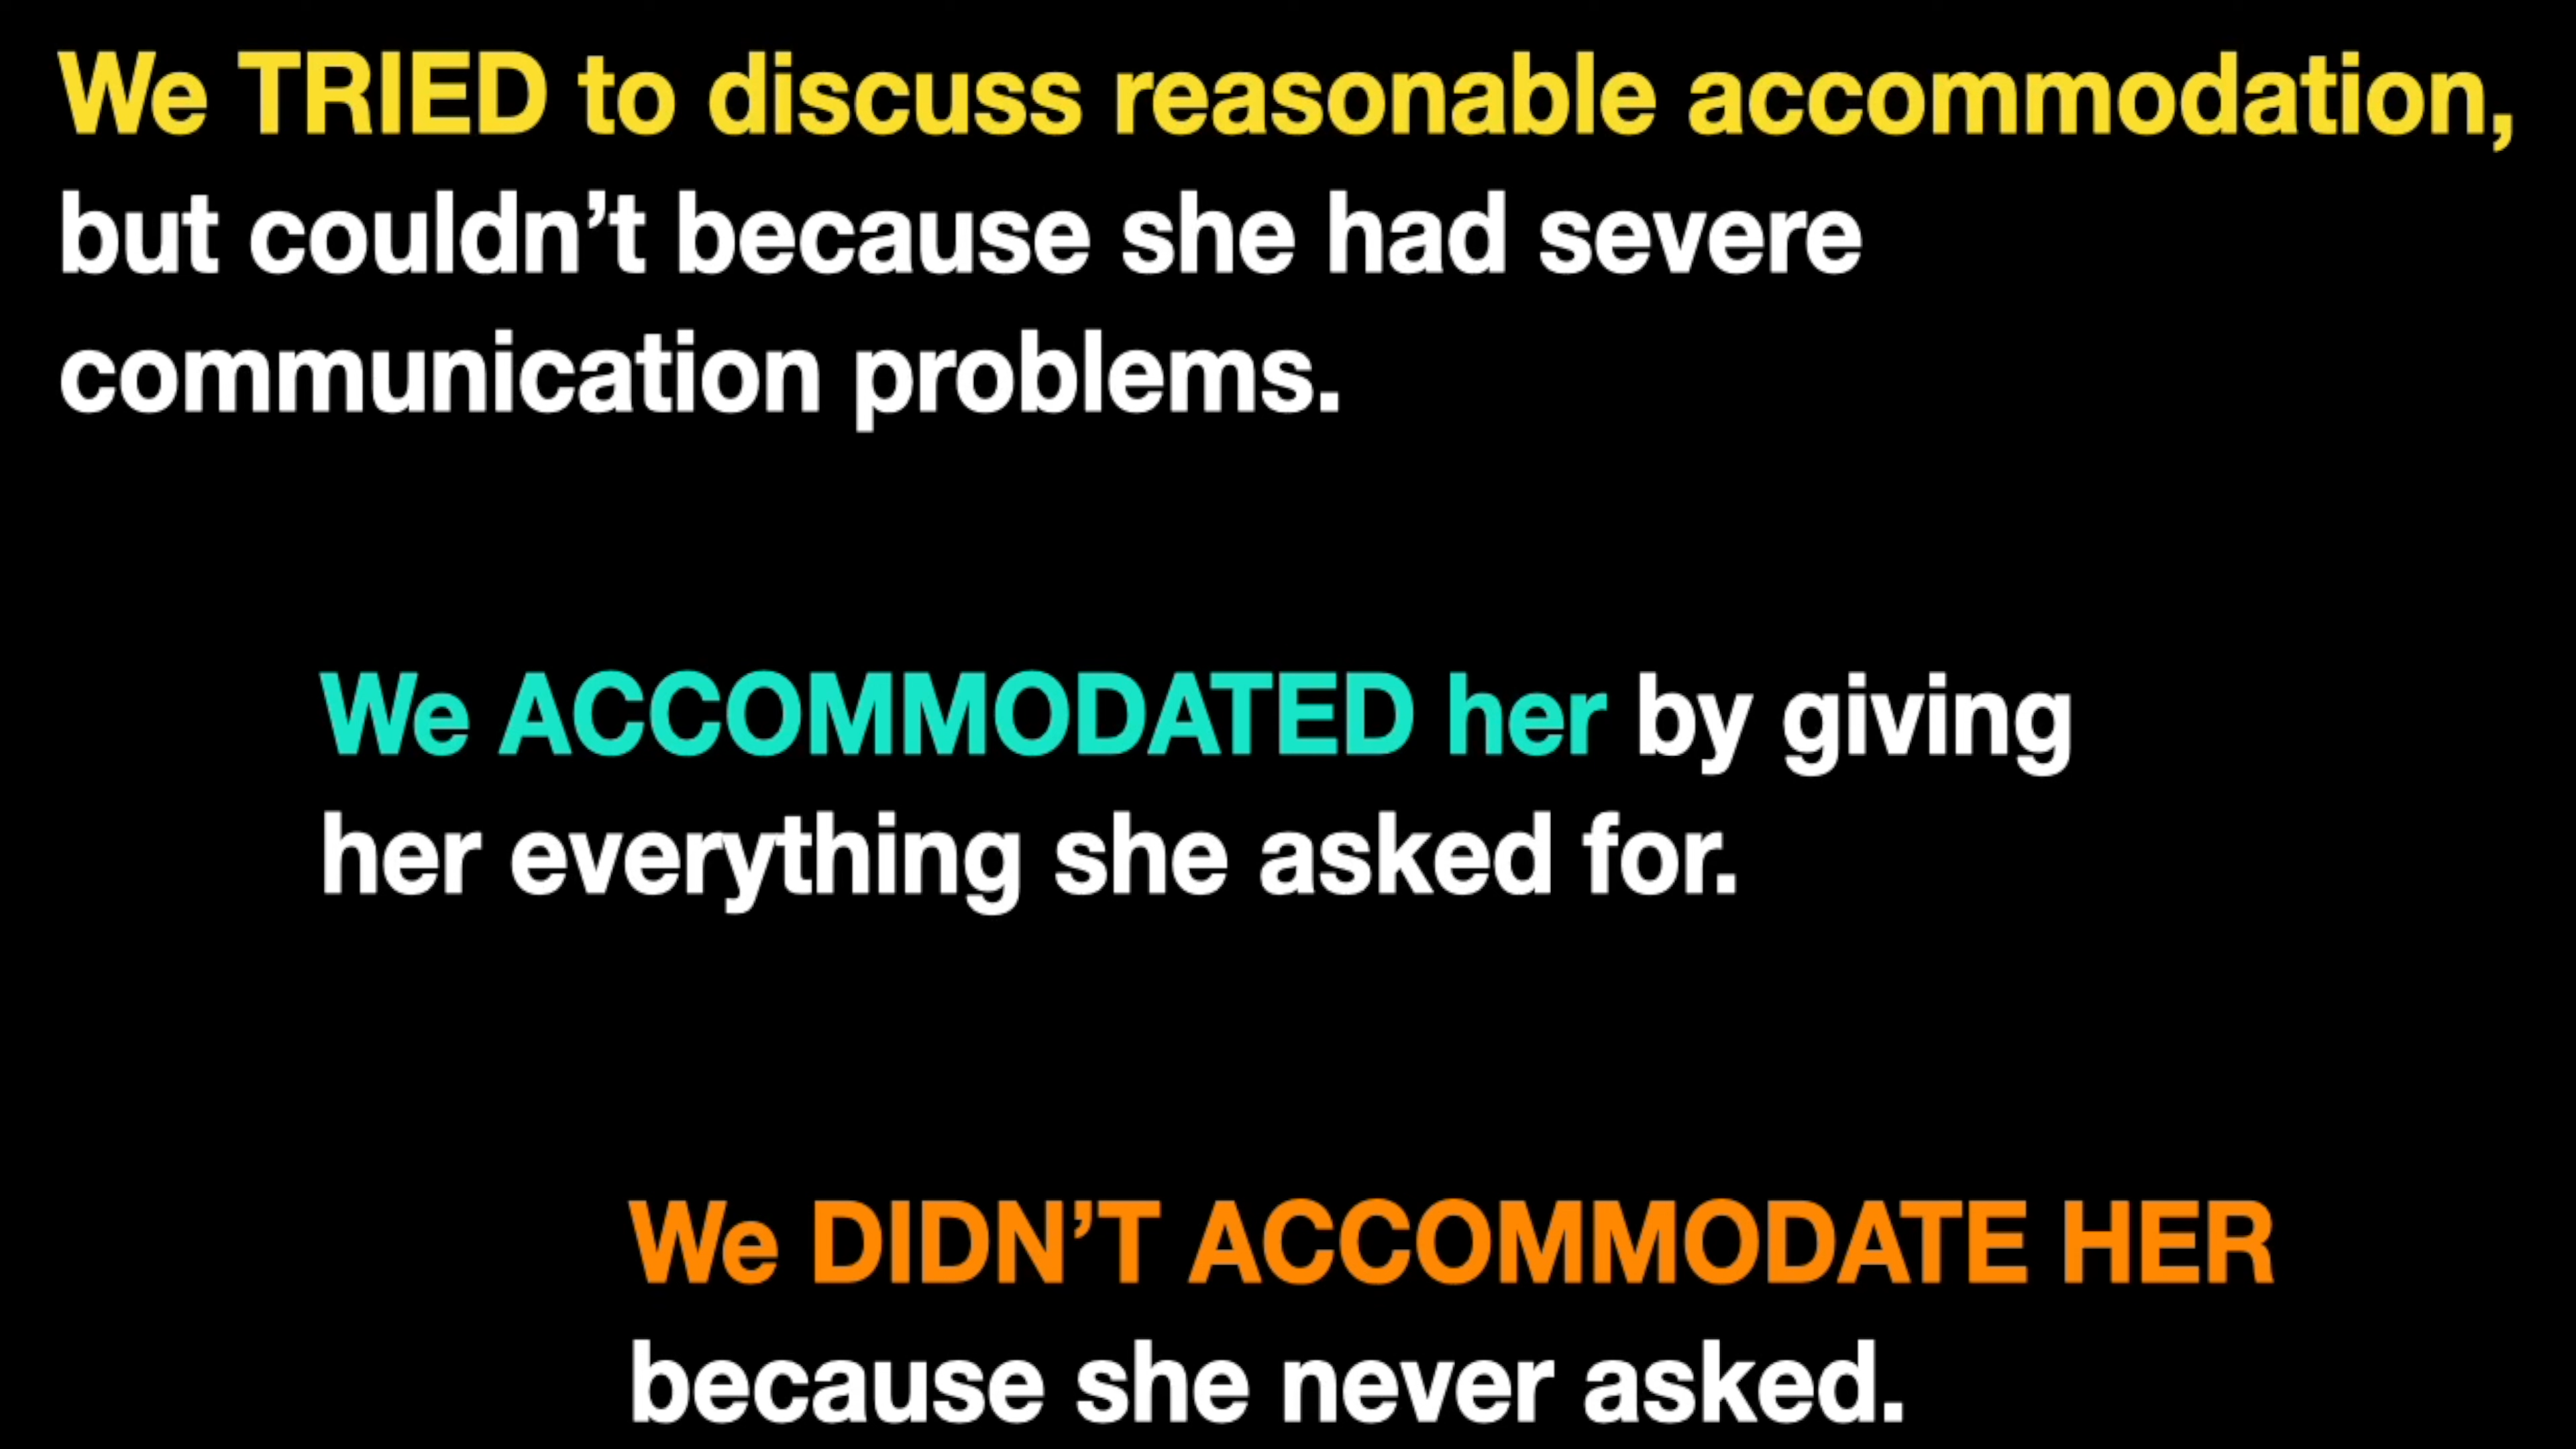 We TRIED to discuss reasonable accommodation,
but couldn’t because she had severe
communication problems.
We ACCOMMODATED her by giving
her everything she asked for.
We DIDN’T ACCOMMODATE HER
because she never asked.